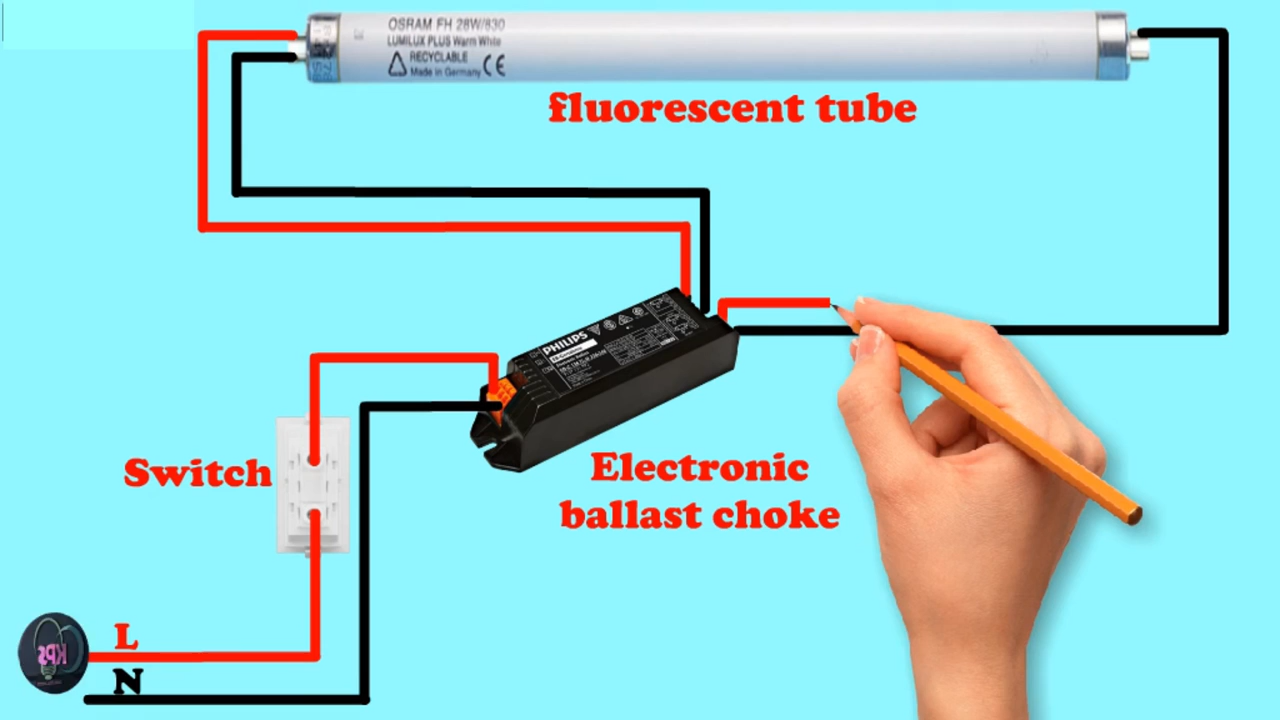 OSRAM FH 28W/830
LUMILUX PLUS Warm White
RECYCLABLE
Made in Germany CE
fluorescent tube
PHILIPS
Switch
Electronic
ballast choke
L
KPS
N